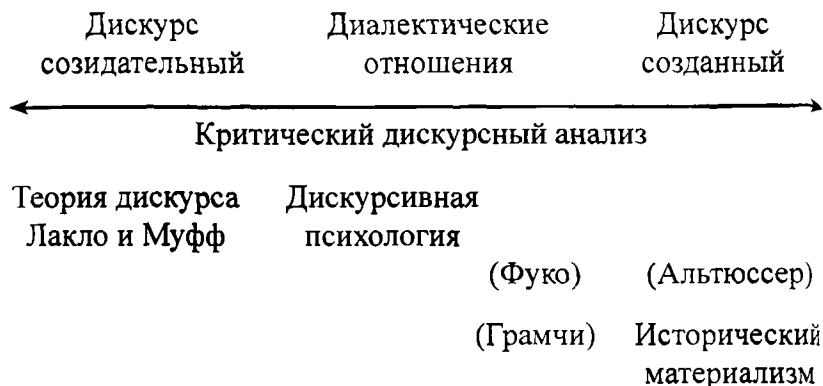 Дискурс Диалектические Дискурс
созидательный отношения созданный
Критический дискурсный анализ
Теория дискурса Дискурсивная
Лакло и Муфф психология
(Фуко) (Альтюссер)
(Грамчи) Исторический
материализм